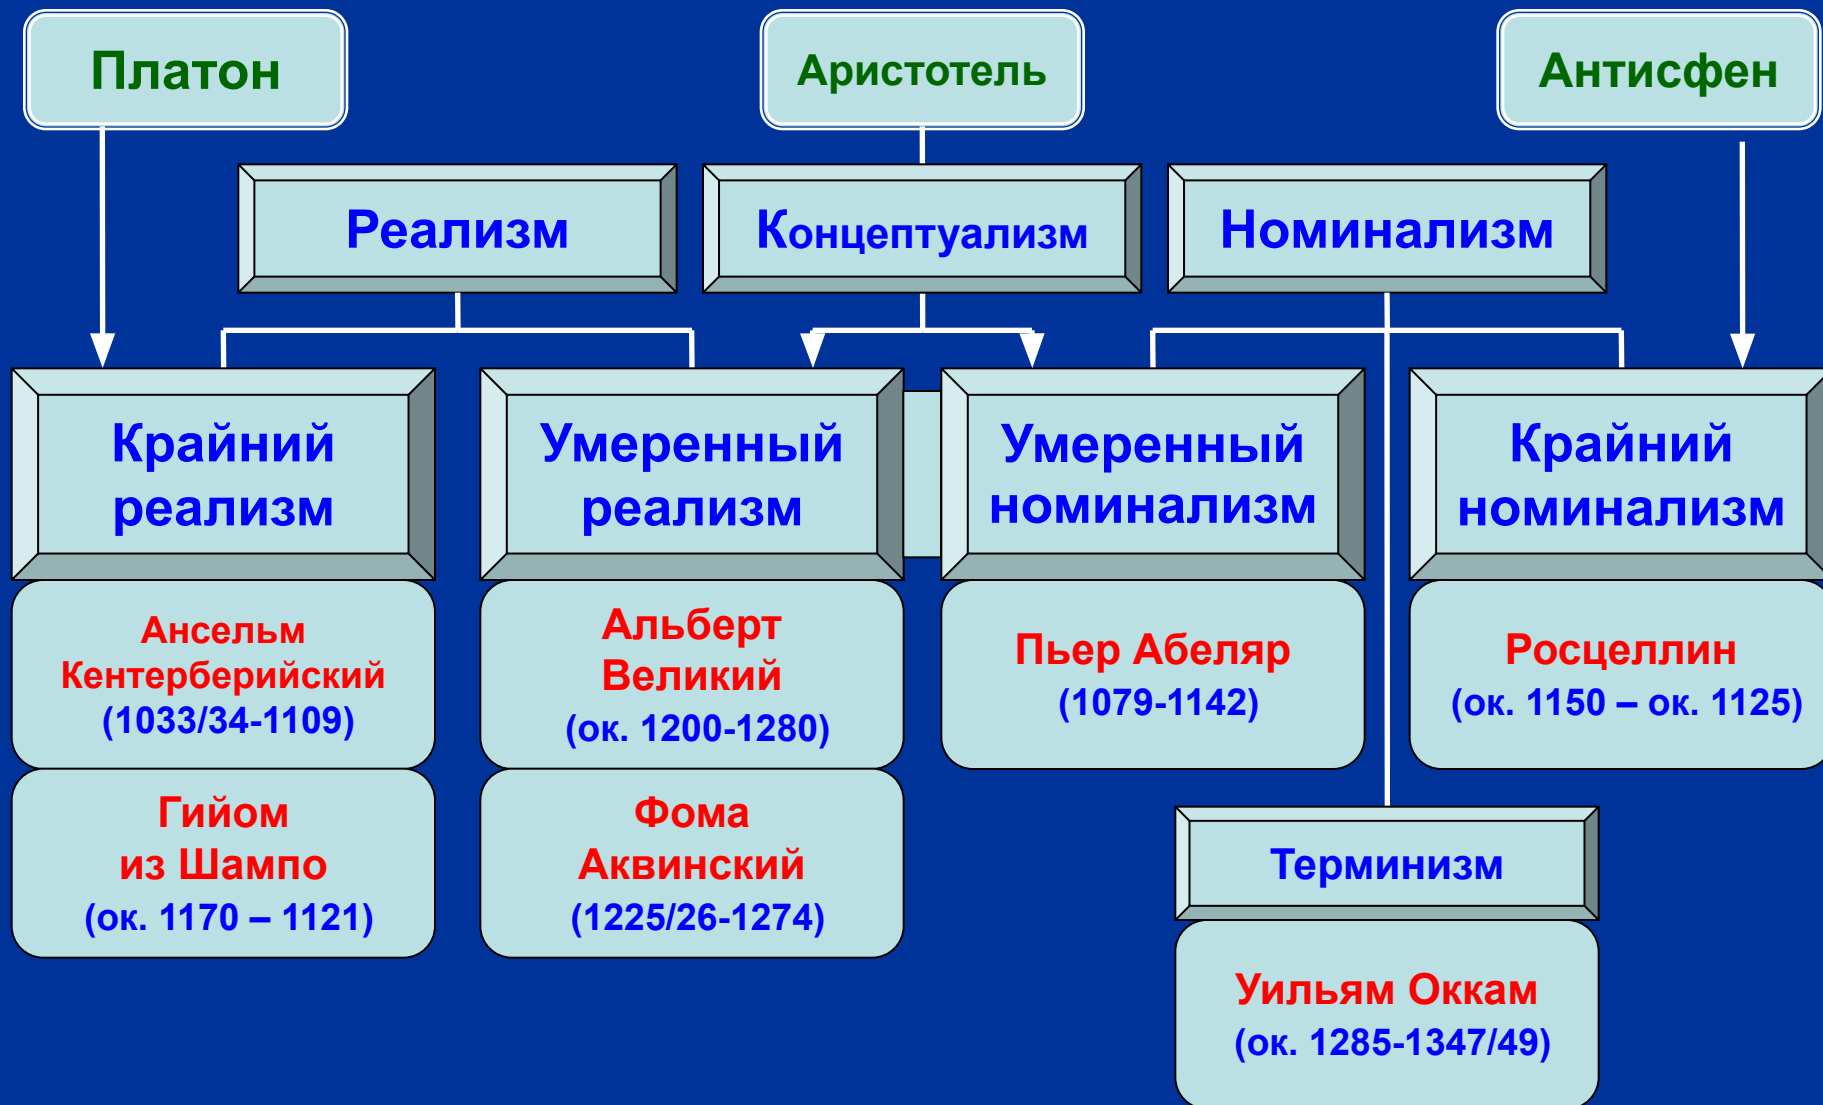 Платон
Аристотель
Антисфен
Реализм
Концептуализм
Номинализм
Крайний
реализм
Умеренный
реализм
Умеренный
номинализм
Крайний
номинализм
Ансельм
Кентерберийский
(1033/34-1109)
Альберт
Великий
(ок. 1200-1280)
Пьер Абеляр
(1079-1142)
Росцеллин
(ок. 1150 – ок. 1125)
Гийом
из Шампо
(ок. 1170 – 1121)
Фома
Аквинский
(1225/26-1274)
Терминизм
Уильям Оккам
(ок. 1285-1347/49)